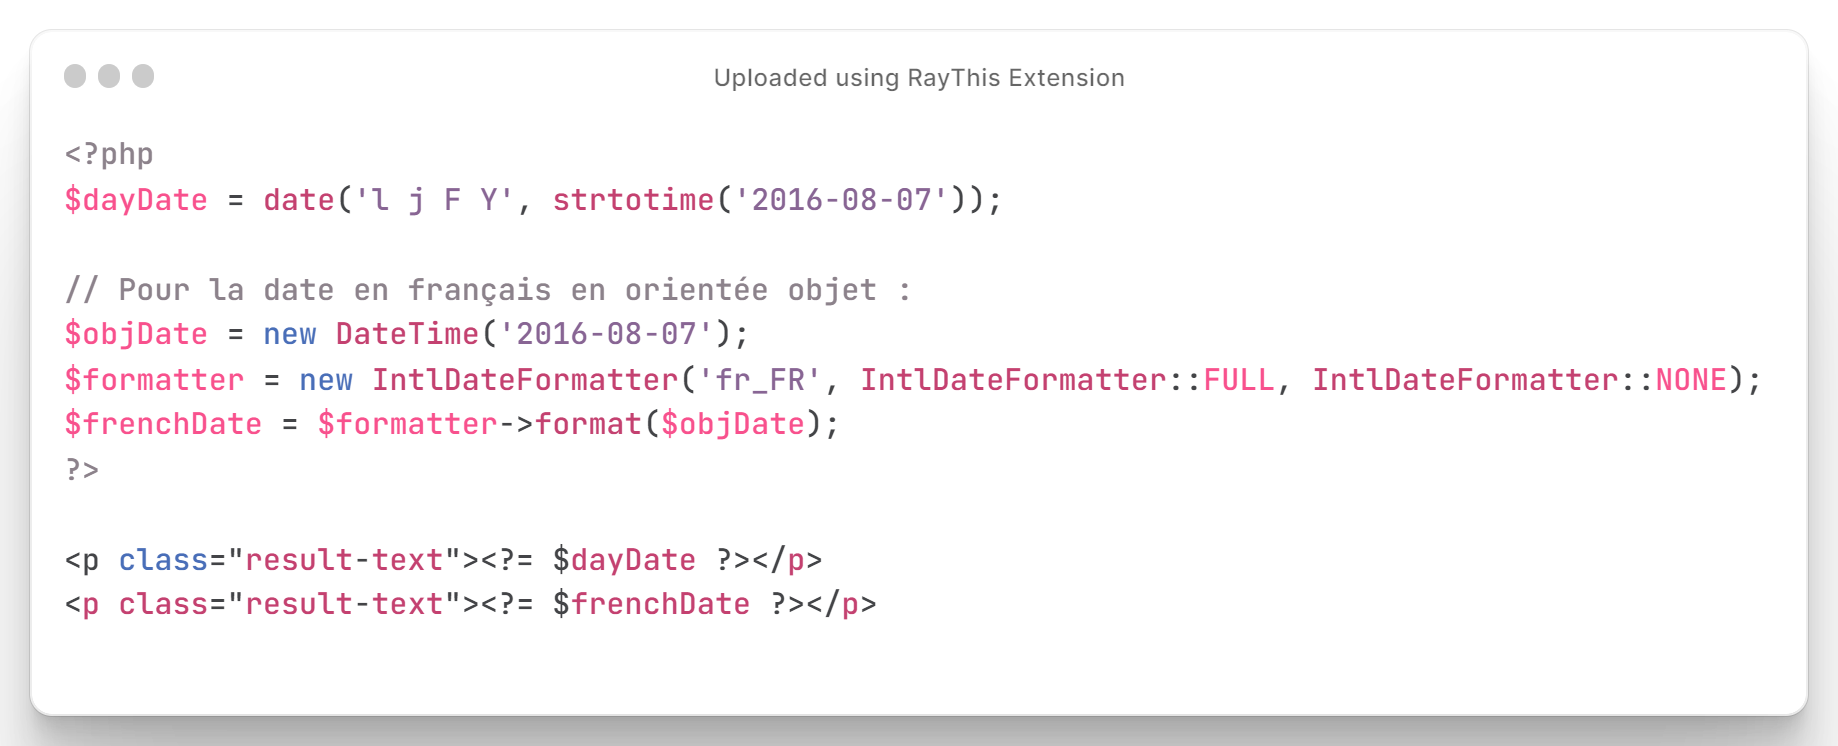 Uploaded using RayThis Extension
<?php
$dayDate = date('l j F Y', strtotime('2016-08-07'));
// Pour la date en français en orientée objet :
$objDate = new DateTime('2016-08-07');
$formatter = new IntlDateFormatter('fr_FR', IntlDateFormatter::FULL, IntlDateFormatter::NONE);
$frenchDate = $formatter->format($objDate);
?>
<p class="result-text"><?= $dayDate ?></p>
<p class="result-text"><?= $frenchDate ?></p>